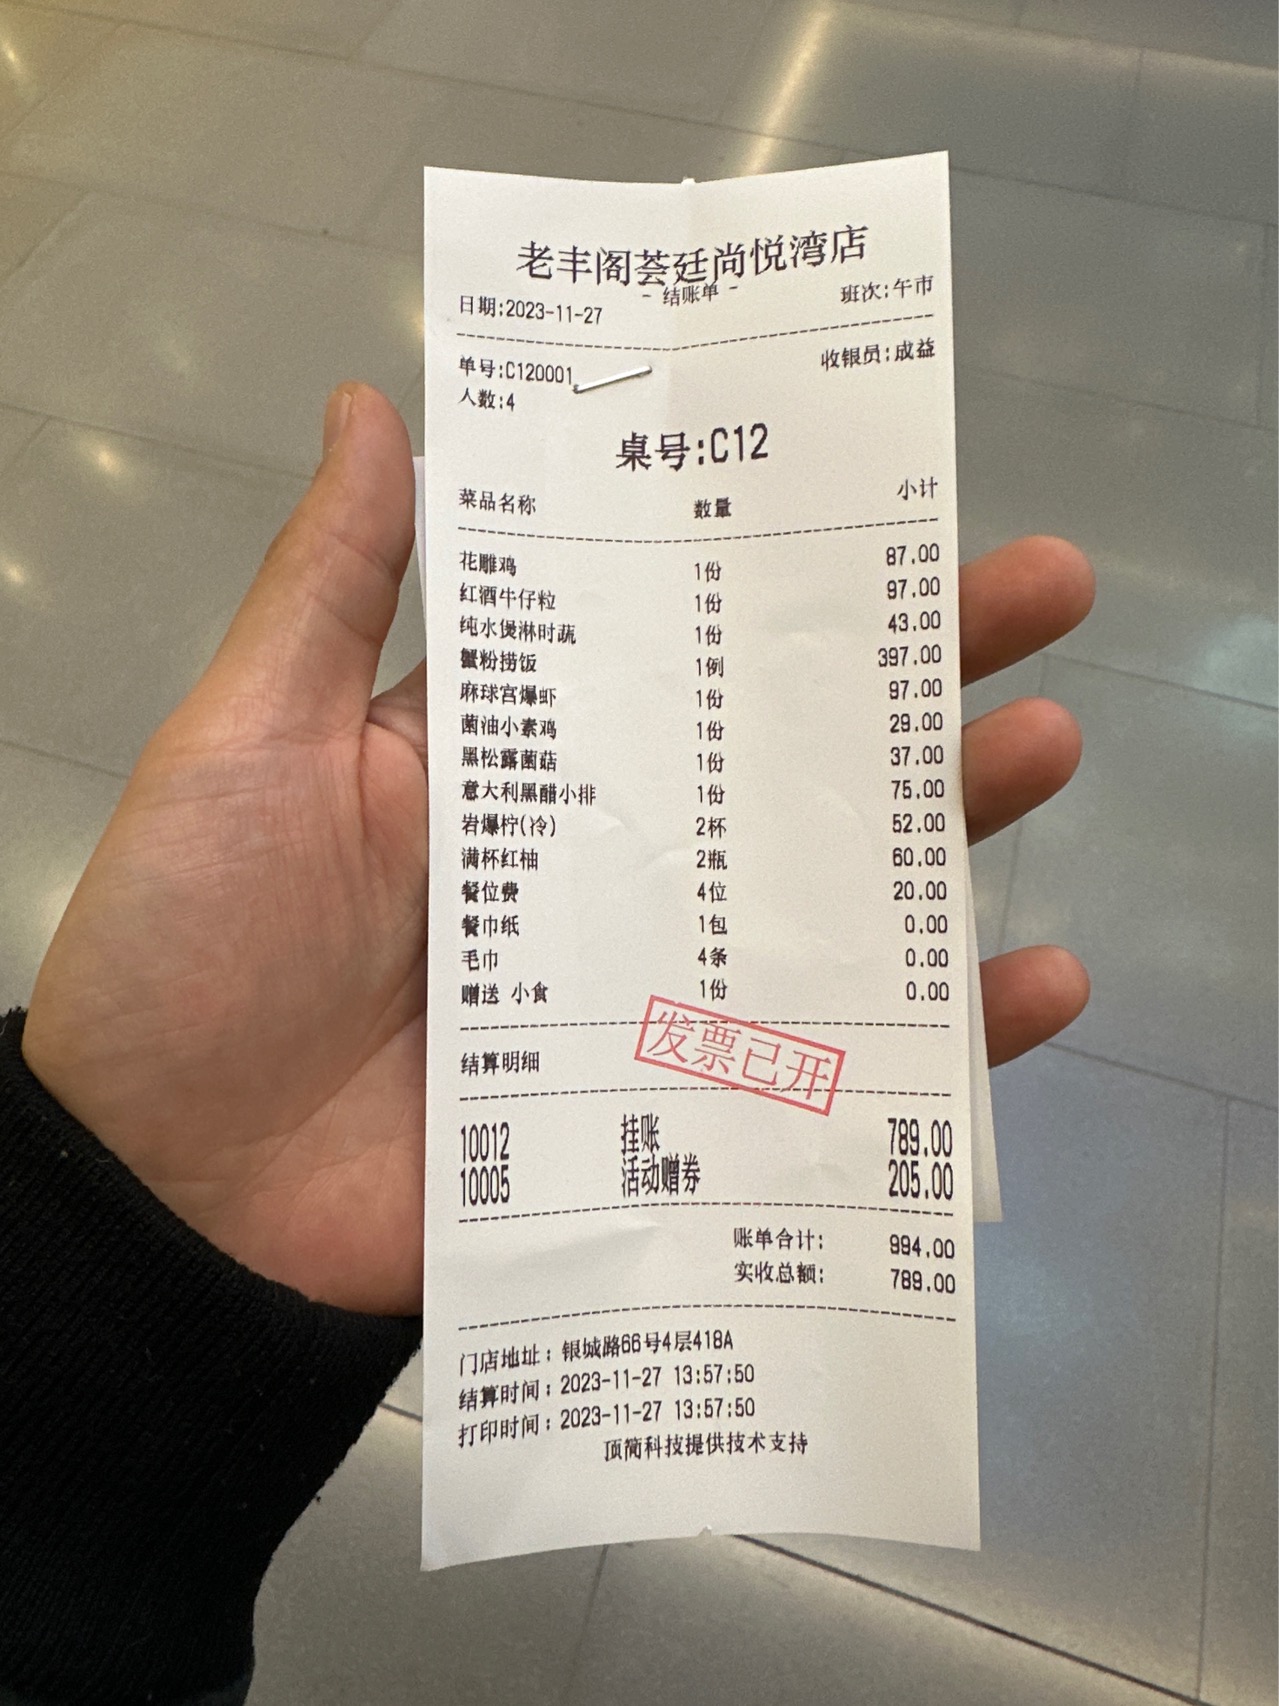 老丰阁荟廷尚悦湾店
- 结账单 -
日期:2023-11-27 班次:午市
单号:C120001 收银员:成益
人数:4
桌号:C12
菜品名称 数量 小计
花雕鸡 1份 87.00
红酒牛仔粒 1份 97.00
纯水煲淋时蔬 1份 43.00
蟹粉捞饭 1例 397.00
麻球宫爆虾 1份 97.00
菌油小素鸡 1份 29.00
黑松露菌菇 1份 37.00
意大利黑醋小排 1份 75.00
岩爆柠(冷) 2杯 52.00
满杯红柚 2瓶 60.00
餐位费 4位 20.00
餐巾纸 1包 0.00
毛巾 4条 0.00
赠送 小食 1份 0.00
发票已开
结算明细
10012 挂账 789.00
10005 活动赠券 205.00
账单合计: 994.00
实收总额: 789.00
门店地址: 银城路66号4层418A
结算时间: 2023-11-27 13:57:50
打印时间: 2023-11-27 13:57:50
顶简科技提供技术支持